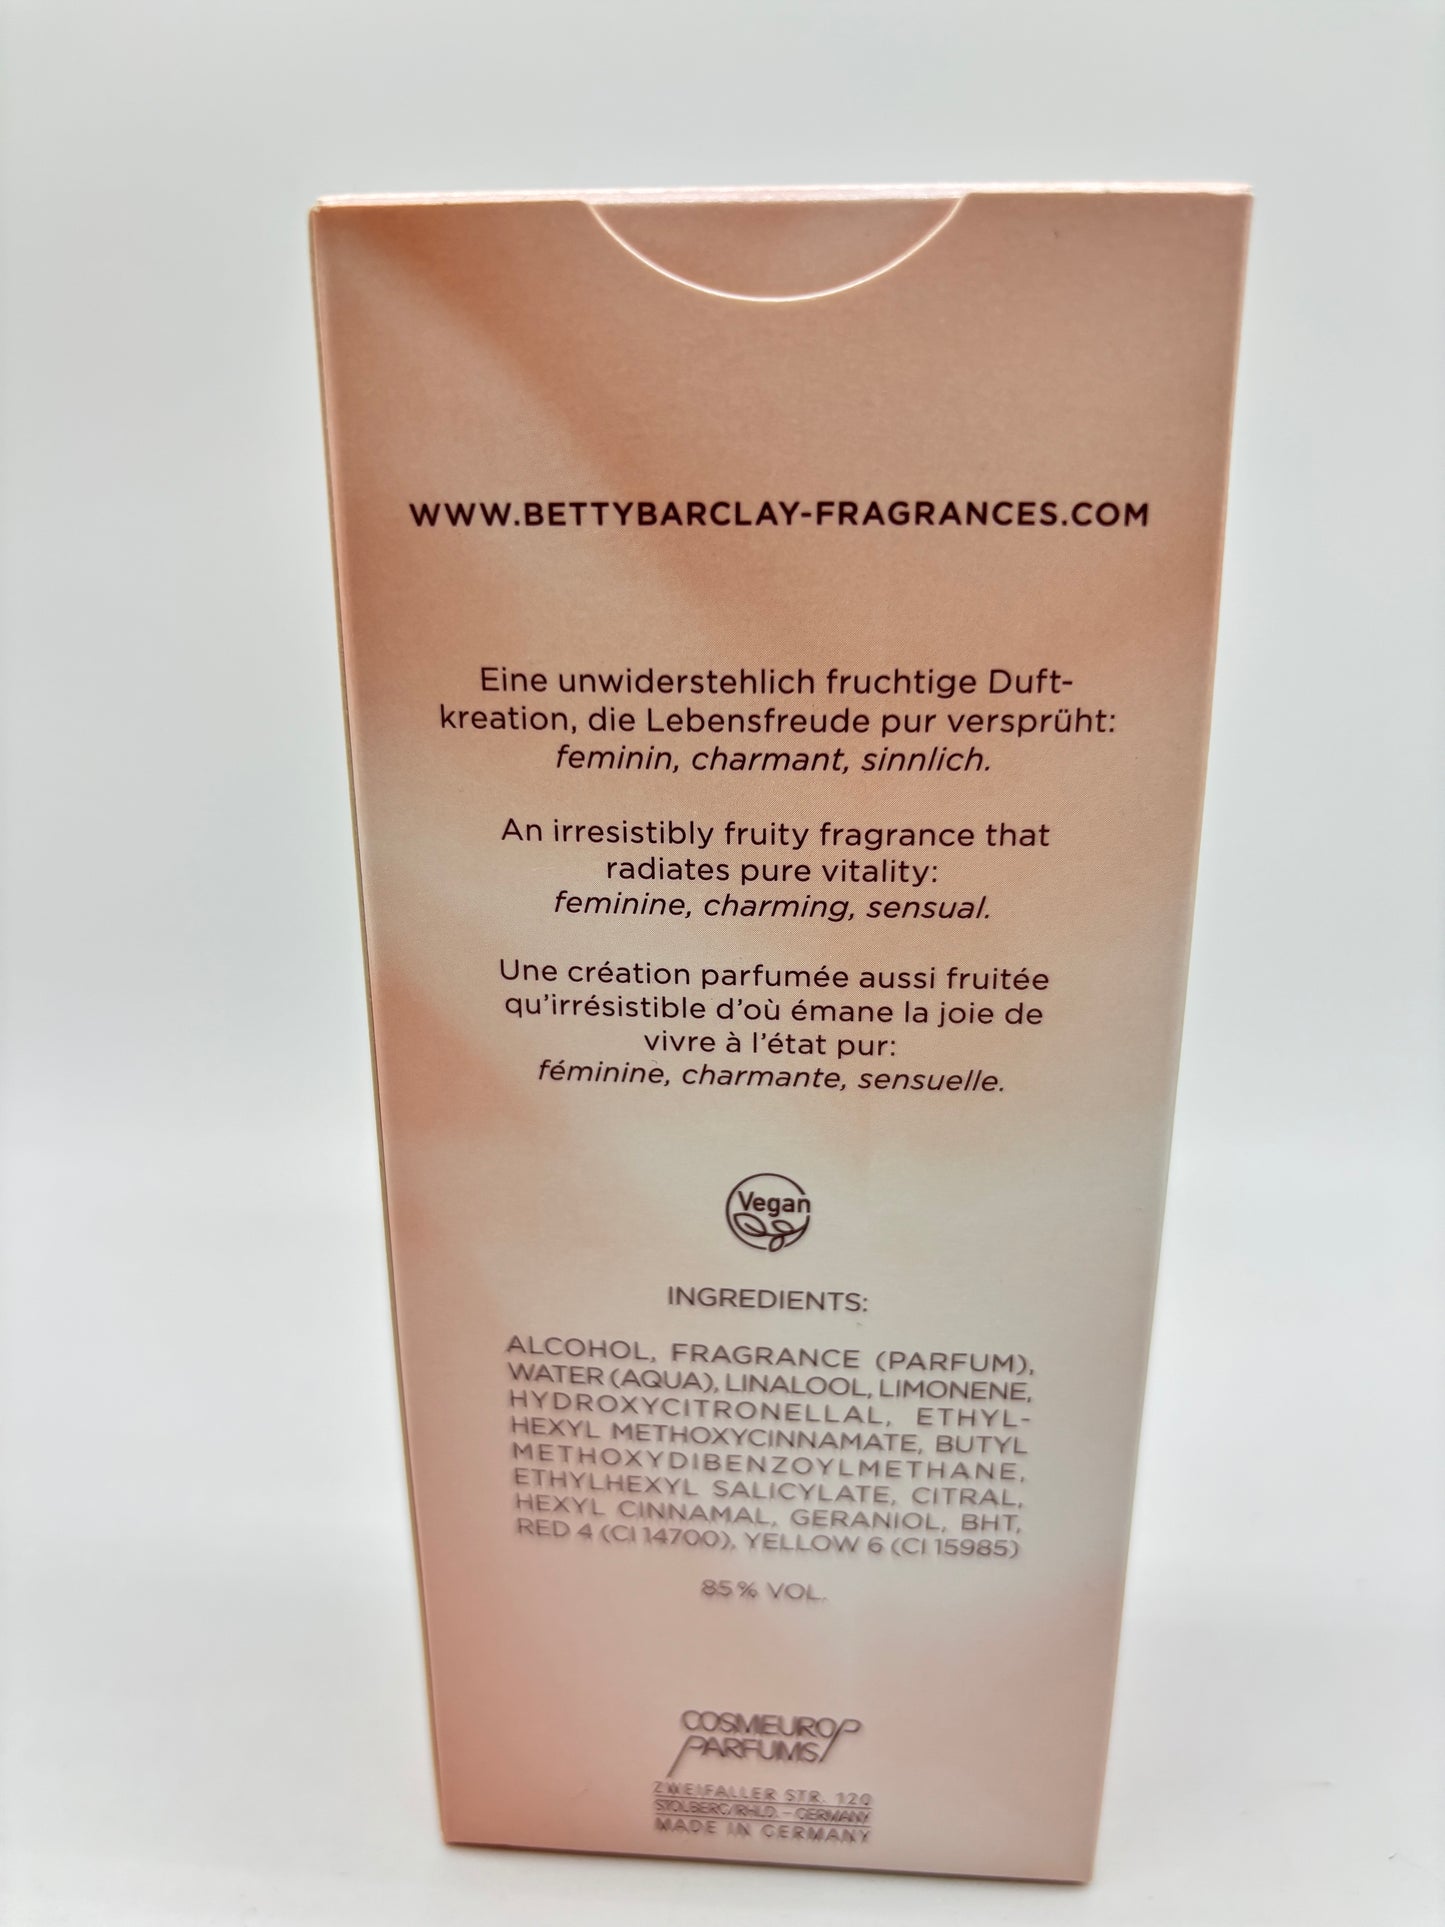 WWW.BETTYBARCLAY-FRAGRANCES.COM
Eine unwiderstehlich fruchtige Duft-
kreation, die Lebensfreude pur versprüht:
feminin, charmant, sinnlich.
An irresistibly fruity fragrance that
radiates pure vitality:
feminine, charming, sensual.
Une création parfumée aussi fruitée
qu'irrésistible d'où émane la joie de
vivre à l'état pur:
féminine, charmante, sensuelle.
Vegan
INGREDIENTS:
ALCOHOL, FRAGRANCE (PARFUM),
WATER (AQUA), LINALOOL, LIMONENE,
HYDROXYCITRONELLAL, ETHYL-
HEXYL METHOXYCINNAMATE, BUTYL
METHOXYDIBENZOYLMETHANE,
ETHYLHEXYL SALICYLATE, CITRAL,
HEXYL CINNAMAL, GERANIOL, BHT,
RED 4 (CI 14700), YELLOW 6 (CI 15985)
85% VOL.
COSMEUROP
PARFUMS
ZWEIFALLER STR. 120
STOLBERG/RHLD. – GERMANY
MADE IN GERMANY